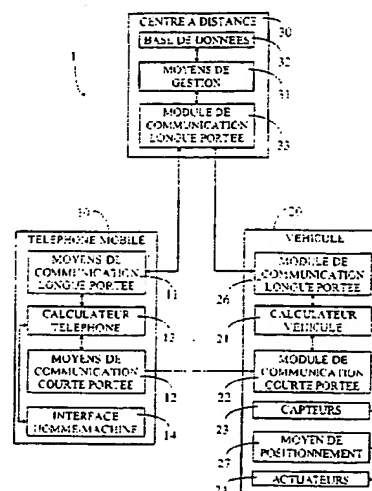 CENTRE A DISTANCE
30
BASE DE DONNEES
32
1
MOYENS DE
GESTION
31
MODULE DE
COMMUNICATION
LONGUE PORTEE
33
10
20
TELEPHONE MOBILE
VEHICULE
MOYENS DE
COMMUNICATION
LONGUE PORTEE
11
MODULE DE
COMMUNICATION
LONGUE PORTEE
26
CALCULATEUR
TELEPHONE
13
CALCULATEUR
VEHICULE
21
MOYENS DE
COMMUNICATION
COURTE PORTEE
12
MODULE DE
COMMUNICATION
COURTE PORTEE
22
INTERFACE
HOMME/MACHINE
14
CAPTEURS
23
MOYEN DE
POSITIONNEMENT
27
ACTUATEURS